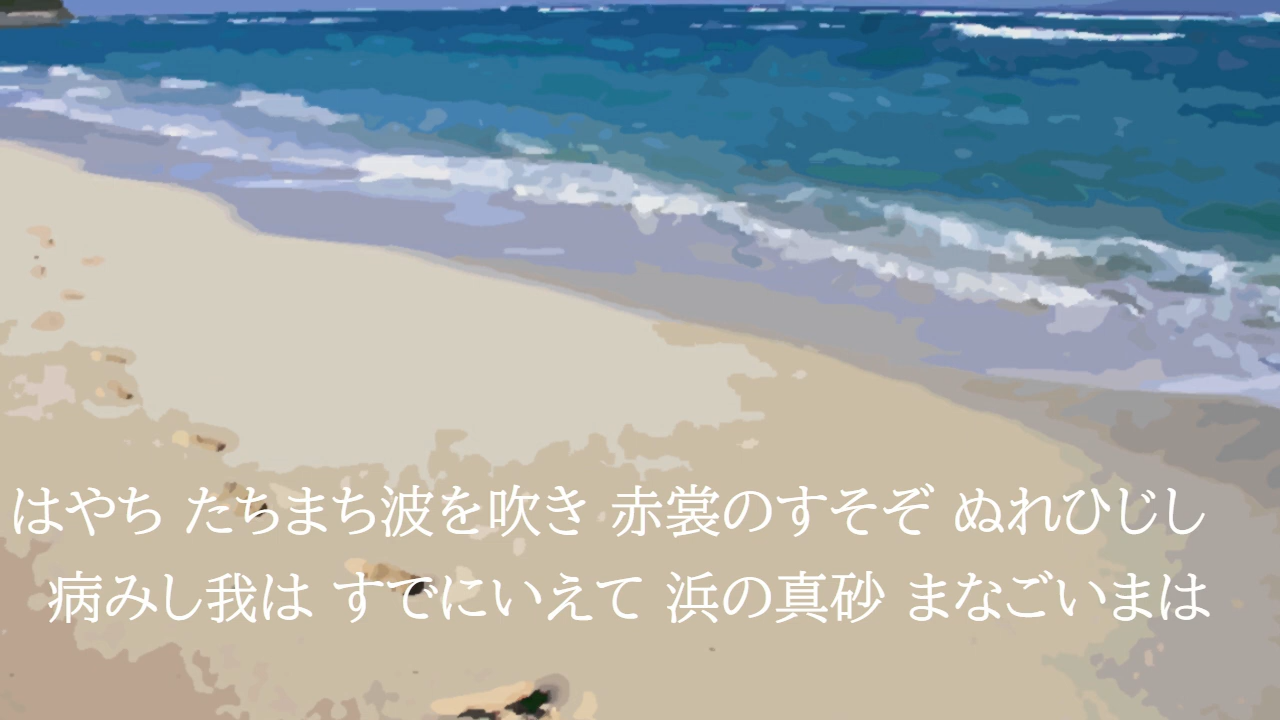 はやち たちまち波を吹き 赤裳のすそぞ ぬれひじし
病みし我は すでにいえて 浜の真砂 まなごいまは